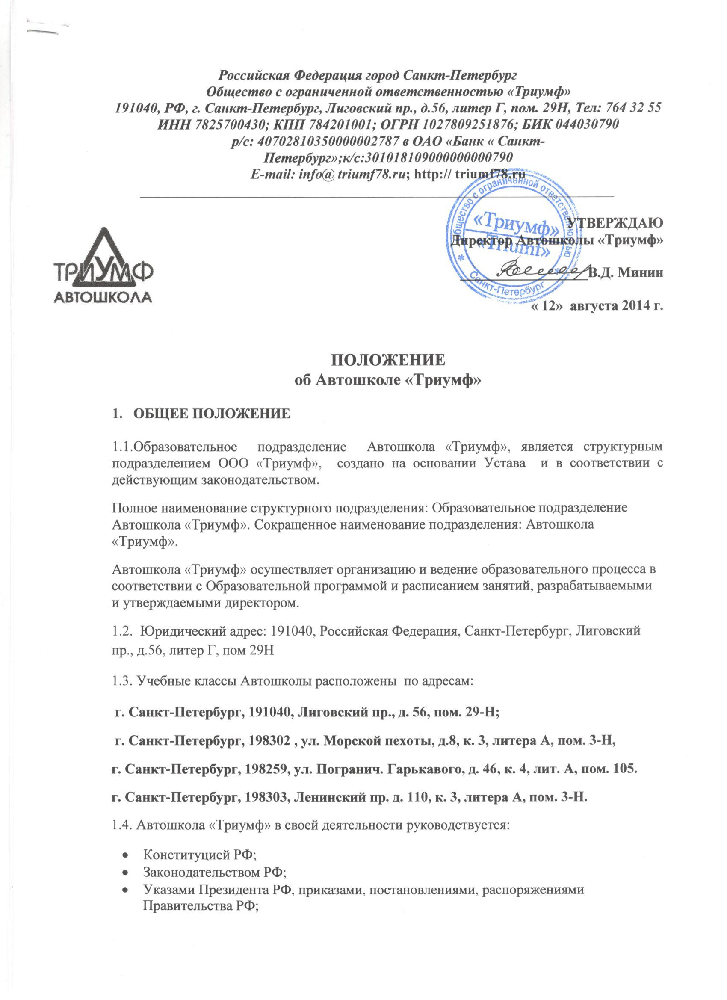 Российская Федерация город Санкт-Петербург
Общество с ограниченной ответственностью «Триумф»
191040, РФ, г. Санкт-Петербург, Лиговский пр., д.56, литер Г, пом. 29Н, Тел: 764 32 55
ИНН 7825700430; КПП 784201001; ОГРН 1027809251876; БИК 044030790
р/с: 40702810350000002787 в ОАО «Банк « Санкт-
Петербург»;к/с:301018109000000000790
E-mail: info@ triumf78.ru; http:// triumf78.ru
Общество с ограниченной ответственностью
«Триумф»
«Triumf»
* Санкт-Петербург *
УТВЕРЖДАЮ
Директор Автошколы «Триумф»
В.Д. Минин
« 12» августа 2014 г.
ТРИУМФ
АВТОШКОЛА
ПОЛОЖЕНИЕ
об Автошколе «Триумф»
1. ОБЩЕЕ ПОЛОЖЕНИЕ
1.1.Образовательное подразделение Автошкола «Триумф», является структурным
подразделением ООО «Триумф», создано на основании Устава и в соответствии с
действующим законодательством.
Полное наименование структурного подразделения: Образовательное подразделение
Автошкола «Триумф». Сокращенное наименование подразделения: Автошкола
«Триумф».
Автошкола «Триумф» осуществляет организацию и ведение образовательного процесса в
соответствии с Образовательной программой и расписанием занятий, разрабатываемыми
и утверждаемыми директором.
1.2. Юридический адрес: 191040, Российская Федерация, Санкт-Петербург, Лиговский
пр., д.56, литер Г, пом 29Н
1.3. Учебные классы Автошколы расположены по адресам:
г. Санкт-Петербург, 191040, Лиговский пр., д. 56, пом. 29-Н;
г. Санкт-Петербург, 198302 , ул. Морской пехоты, д.8, к. 3, литера А, пом. 3-Н,
г. Санкт-Петербург, 198259, ул. Погранич. Гарькавого, д. 46, к. 4, лит. А, пом. 105.
г. Санкт-Петербург, 198303, Ленинский пр. д. 110, к. 3, литера А, пом. 3-Н.
1.4. Автошкола «Триумф» в своей деятельности руководствуется:
• Конституцией РФ;
• Законодательством РФ;
• Указами Президента РФ, приказами, постановлениями, распоряжениями
Правительства РФ;